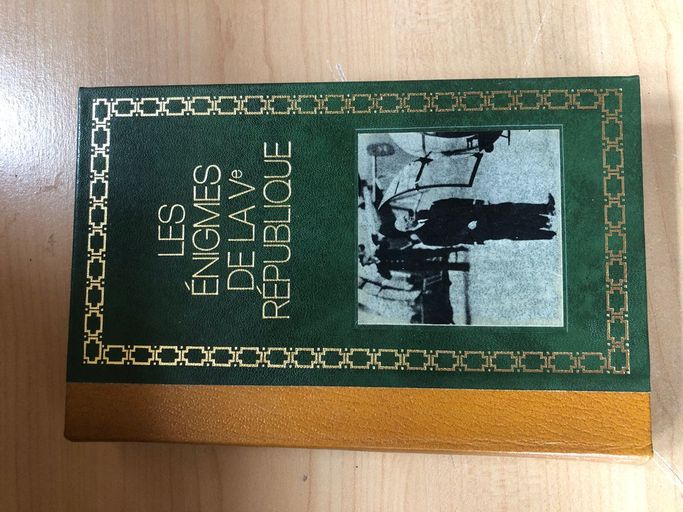 LES
ÉNIGMES
DE LA Ve
RÉPUBLIQUE